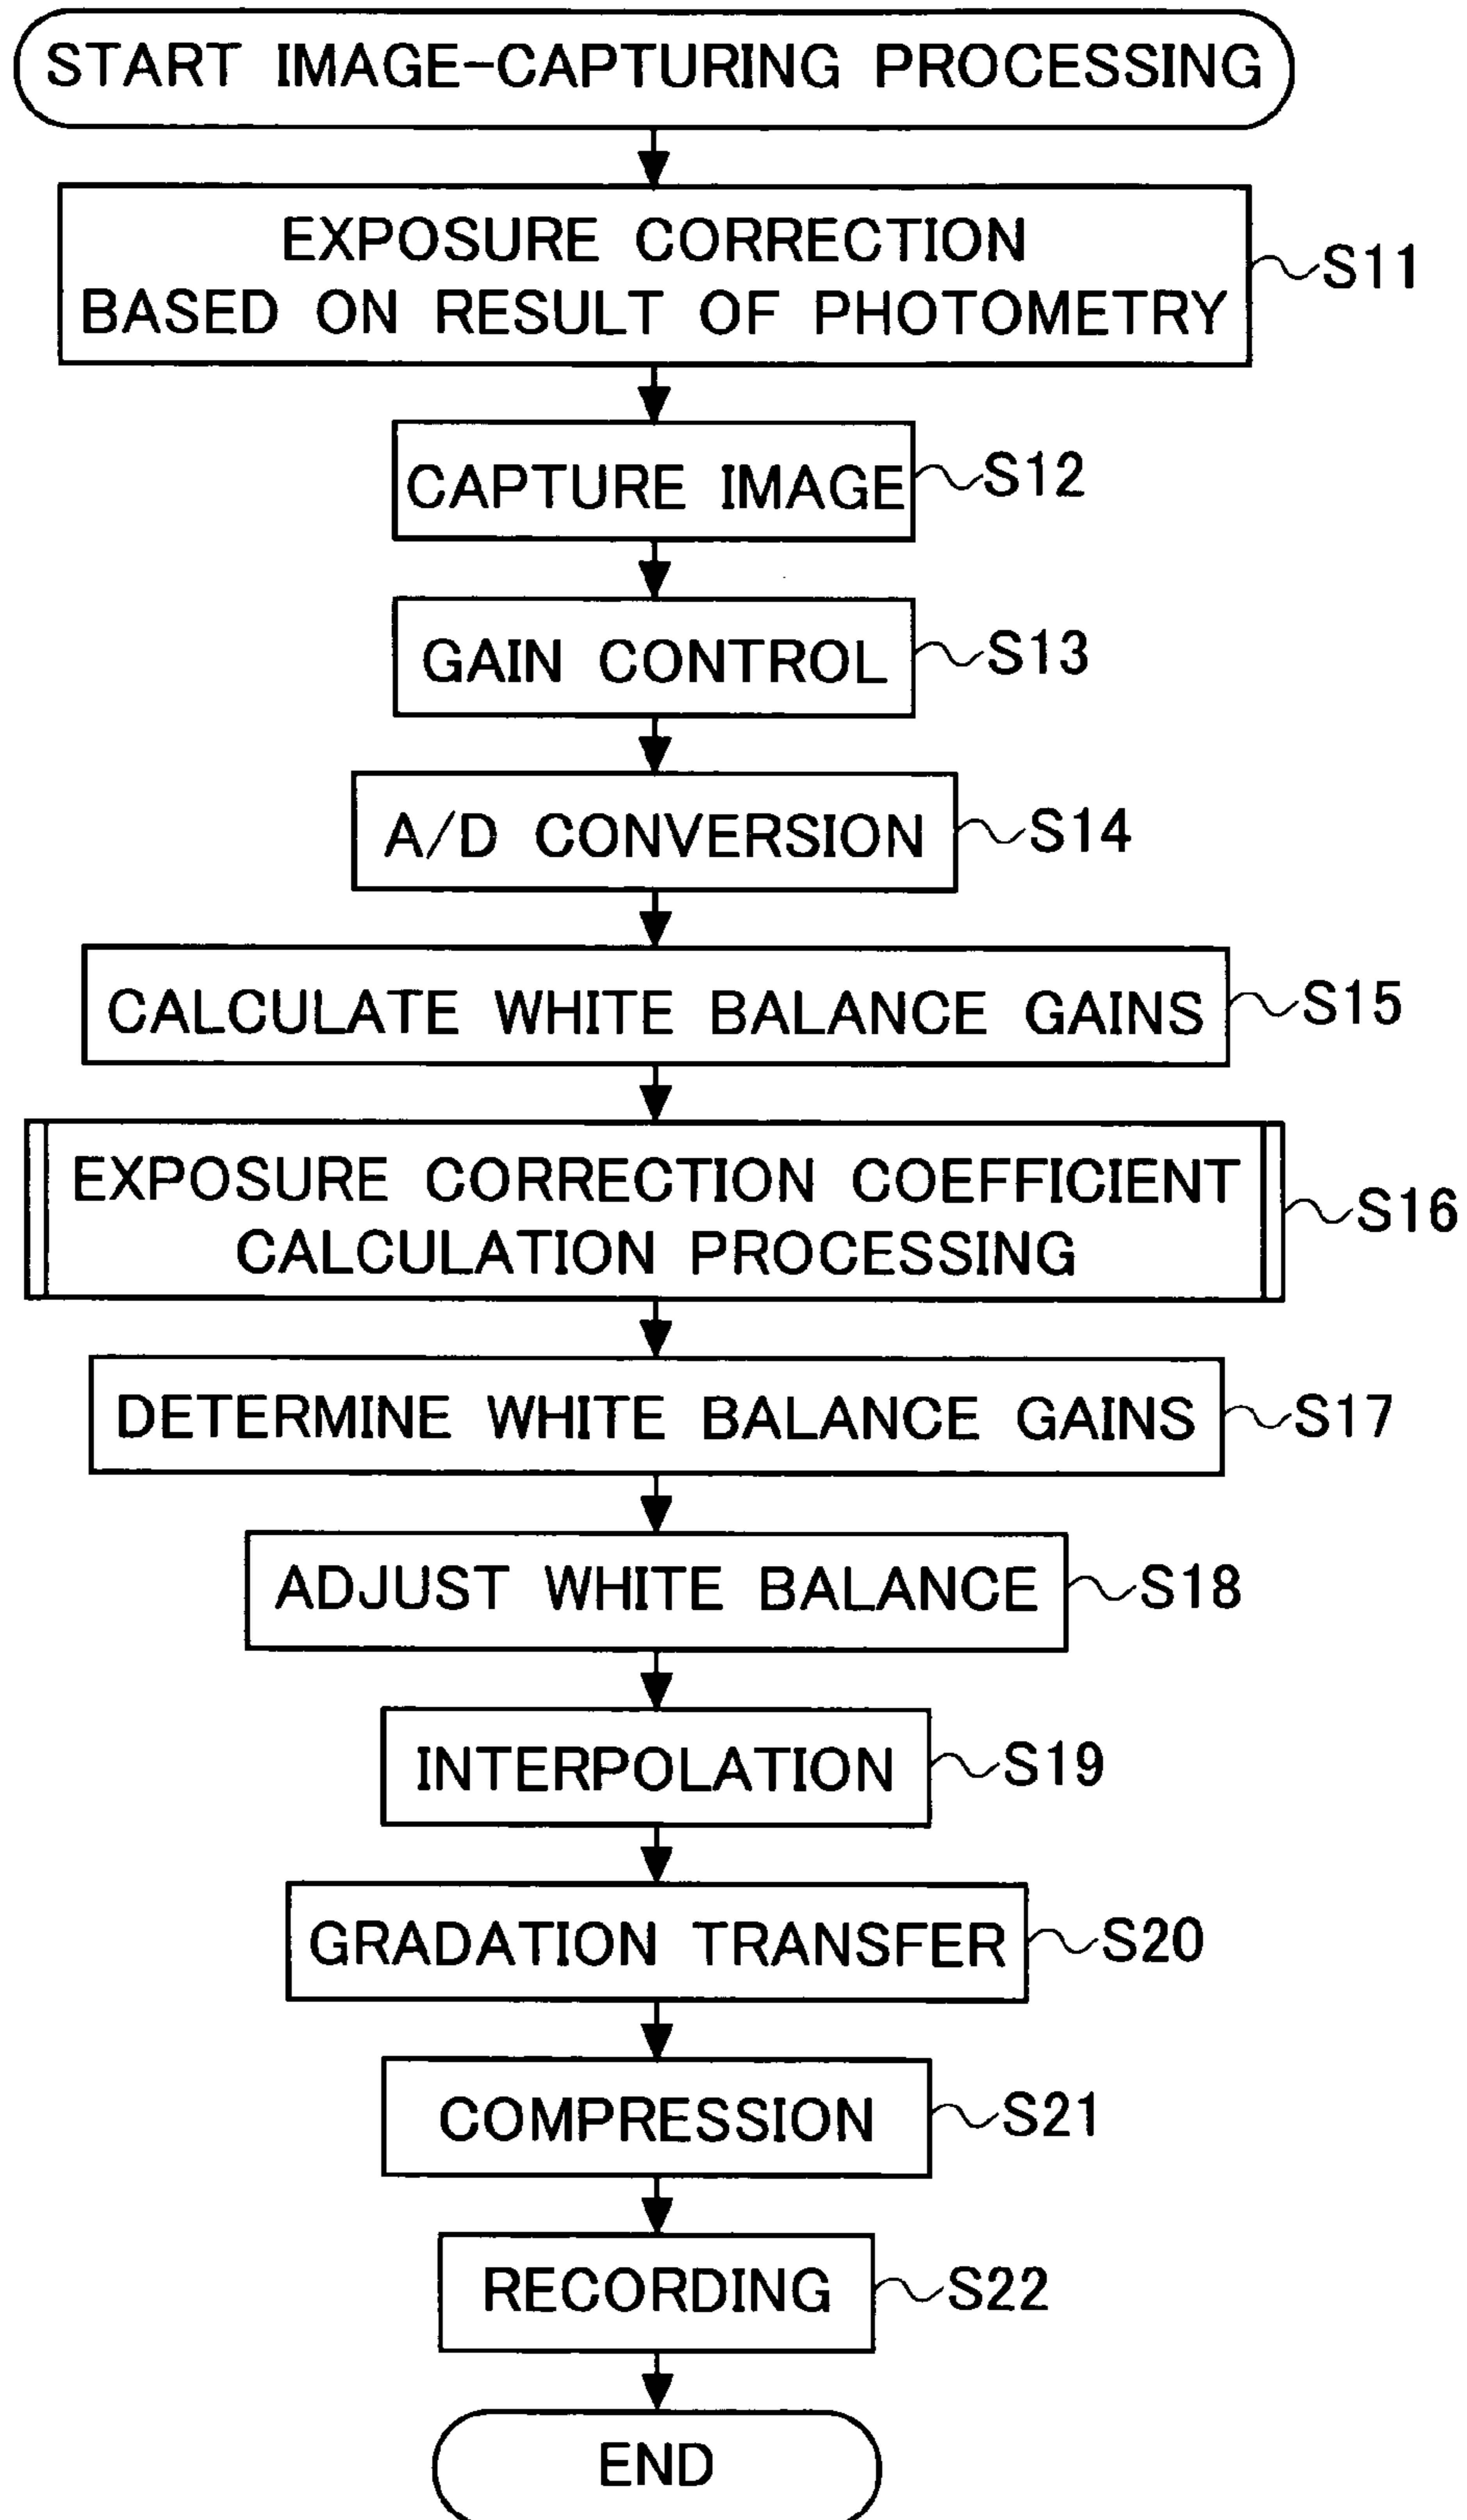 START IMAGE-CAPTURING PROCESSING
EXPOSURE CORRECTION
BASED ON RESULT OF PHOTOMETRY
S11
CAPTURE IMAGE
S12
GAIN CONTROL
S13
A/D CONVERSION
S14
CALCULATE WHITE BALANCE GAINS
S15
EXPOSURE CORRECTION COEFFICIENT
CALCULATION PROCESSING
S16
DETERMINE WHITE BALANCE GAINS
S17
ADJUST WHITE BALANCE
S18
INTERPOLATION
S19
GRADATION TRANSFER
S20
COMPRESSION
S21
RECORDING
S22
END